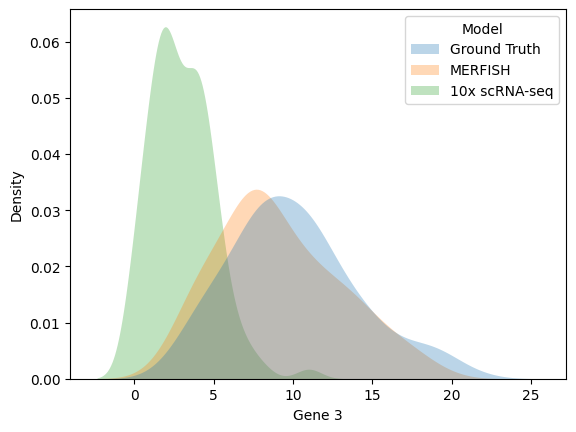 Model
Ground Truth
MERFISH
10x scRNA-seq
Density
0.06
0.05
0.04
0.03
0.02
0.01
0.00
0 5 10 15 20 25
Gene 3